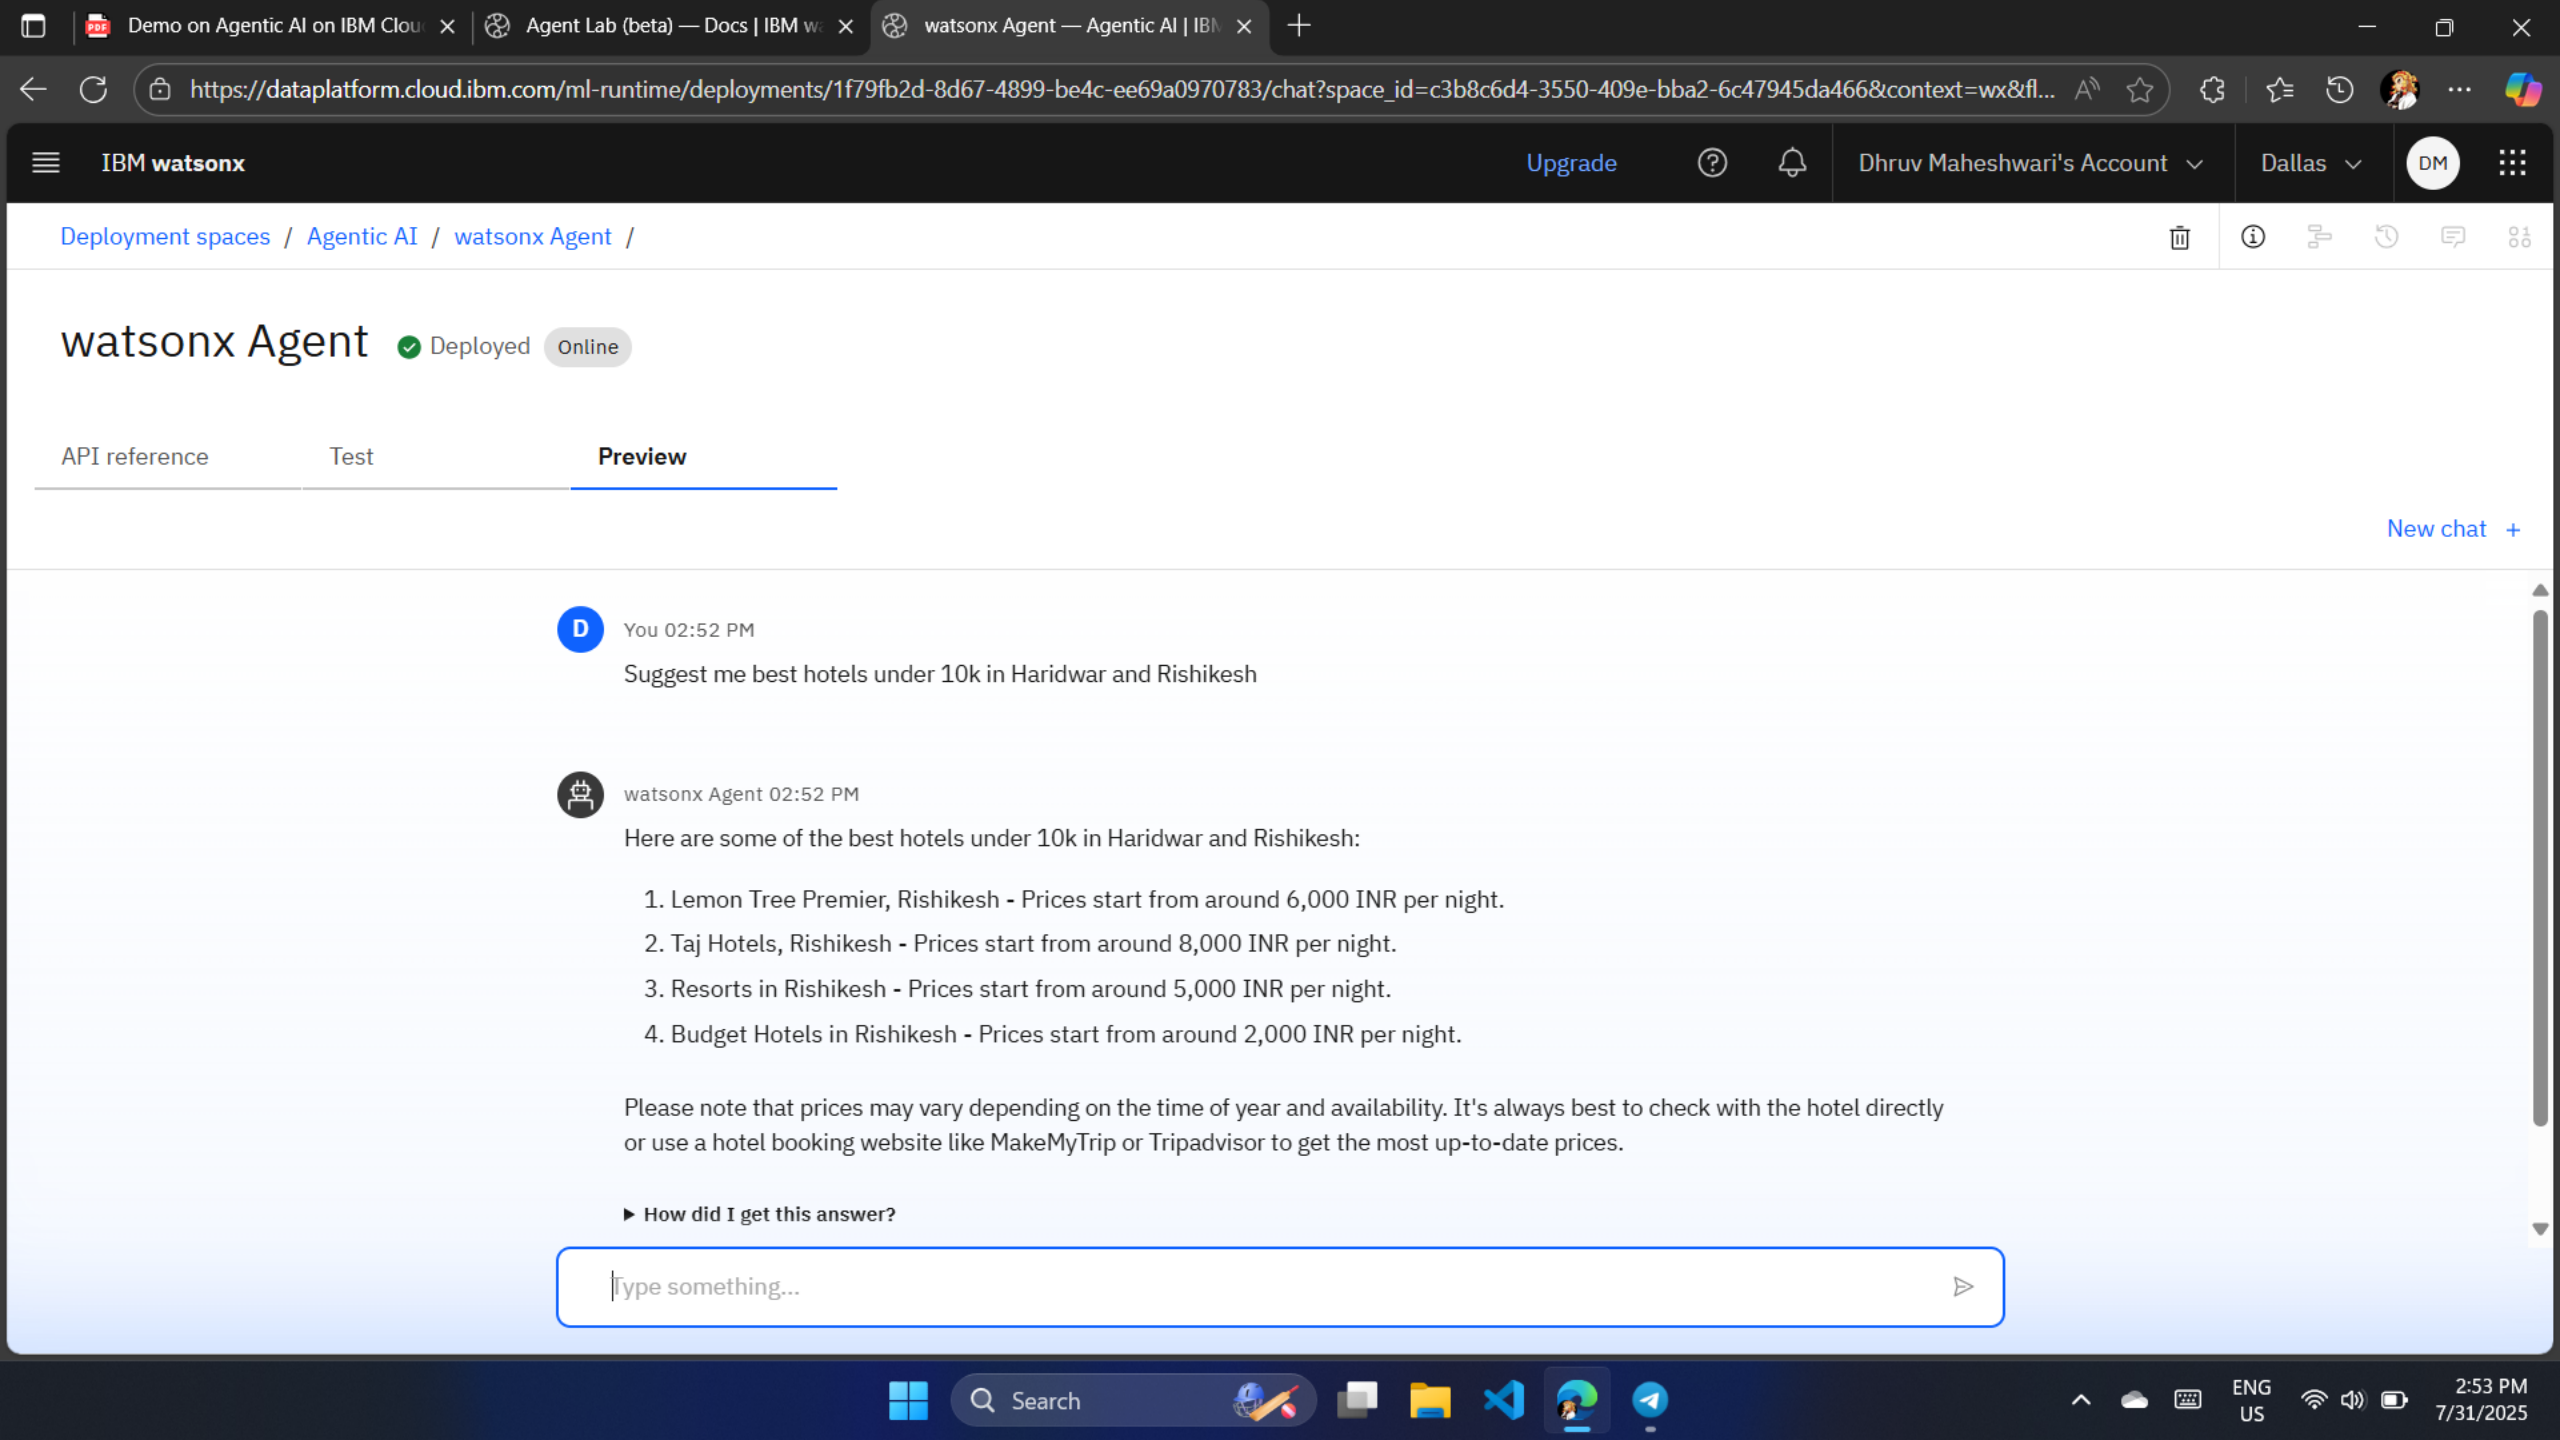 Demo on Agentic AI on IBM Clou
Agent Lab (beta) — Docs | IBM w
watsonx Agent — Agentic AI | IB
https://dataplatform.cloud.ibm.com/ml-runtime/deployments/1f79fb2d-8d67-4899-be4c-ee69a0970783/chat?space_id=c3b8c6d4-3550-409e-bba2-6c47945da466&context=wx&fl...
IBM watsonx
Upgrade
Dhruv Maheshwari's Account
Dallas
DM
Deployment spaces / Agentic AI / watsonx Agent /
watsonx Agent
Deployed
Online
API reference
Test
Preview
New chat +
D
You 02:52 PM
Suggest me best hotels under 10k in Haridwar and Rishikesh
watsonx Agent 02:52 PM
Here are some of the best hotels under 10k in Haridwar and Rishikesh:
1. Lemon Tree Premier, Rishikesh - Prices start from around 6,000 INR per night.
2. Taj Hotels, Rishikesh - Prices start from around 8,000 INR per night.
3. Resorts in Rishikesh - Prices start from around 5,000 INR per night.
4. Budget Hotels in Rishikesh - Prices start from around 2,000 INR per night.
Please note that prices may vary depending on the time of year and availability. It's always best to check with the hotel directly
or use a hotel booking website like MakeMyTrip or Tripadvisor to get the most up-to-date prices.
How did I get this answer?
Type something...
Search
ENG
US
2:53 PM
7/31/2025